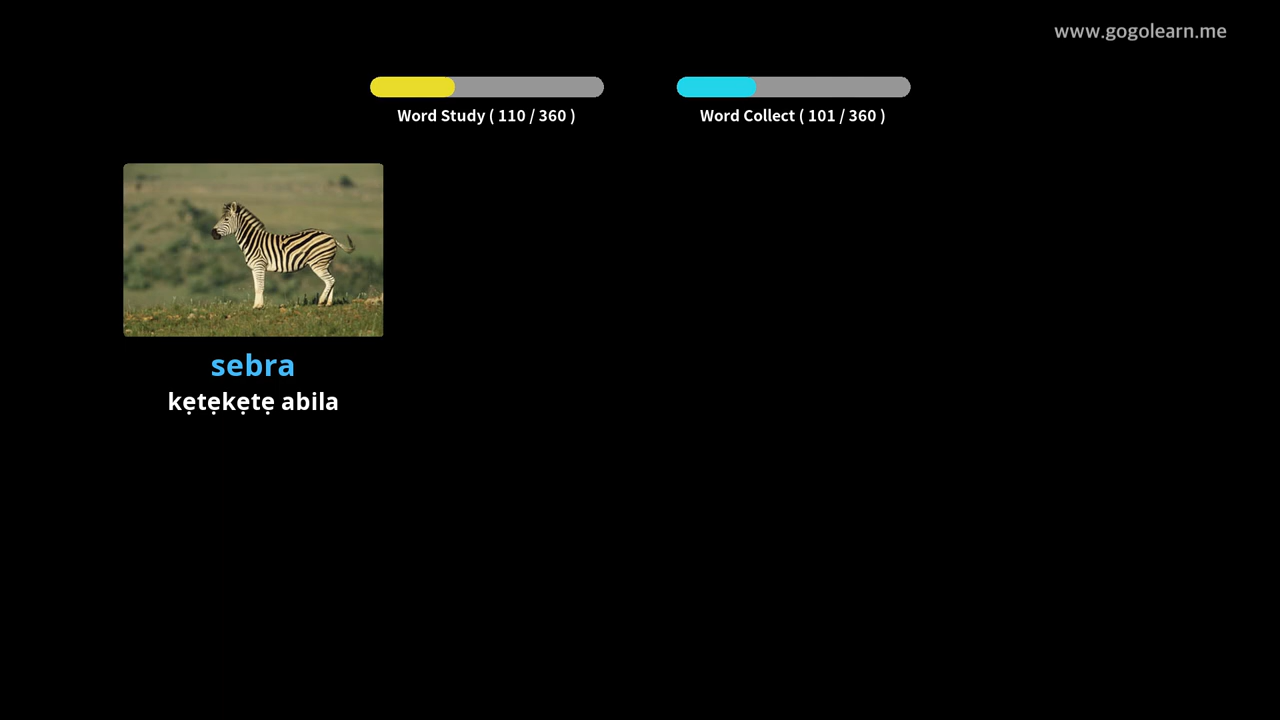 www.gogolearn.me
Word Study ( 110 / 360 )
Word Collect ( 101 / 360 )
sebra
kẹtẹkẹtẹ abila